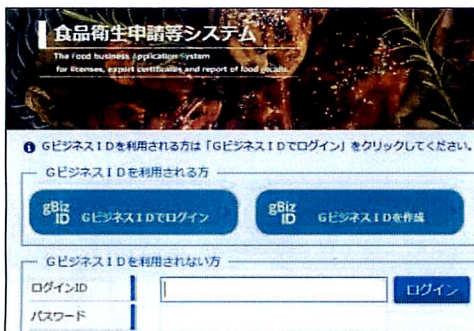 食品衛生申請等システム
The Food business Application System
for licenses, export certificates and report of food recalls
GビジネスIDを利用される方は「GビジネスIDでログイン」をクリックしてください。
GビジネスIDを利用される方
gBiz ID GビジネスIDでログイン
gBiz ID GビジネスIDを作成
GビジネスIDを利用されない方
ログインID
ログイン
パスワード